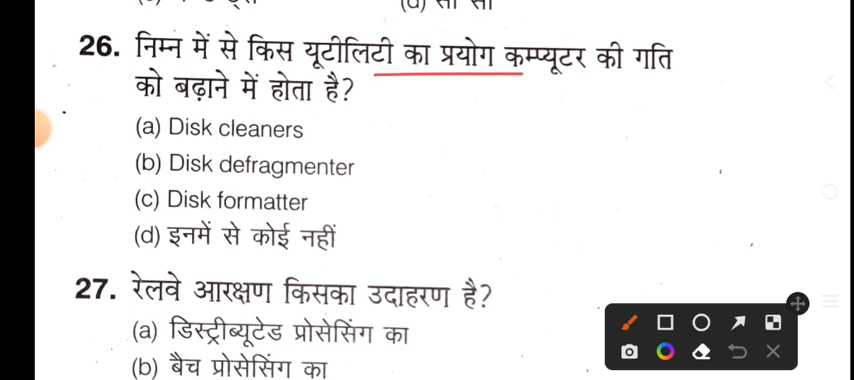 26. निम्न में से किस यूटीलिटी का प्रयोग कम्प्यूटर की गति
को बढ़ाने में होता है?
(a) Disk cleaners
(b) Disk defragmenter
(c) Disk formatter
(d) इनमें से कोई नहीं
27. रेलवे आरक्षण किसका उदाहरण है?
(a) डिस्ट्रीब्यूटेड प्रोसेसिंग का
(b) बैच प्रोसेसिंग का